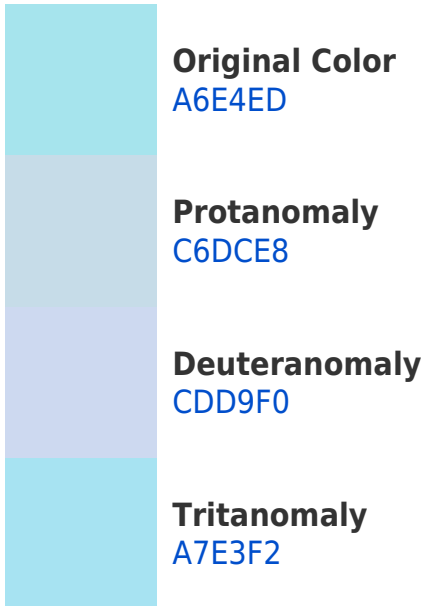 Original Color
A6E4ED
Protanomaly
C6DCE8
Deuteranomaly
CDD9F0
Tritanomaly
A7E3F2